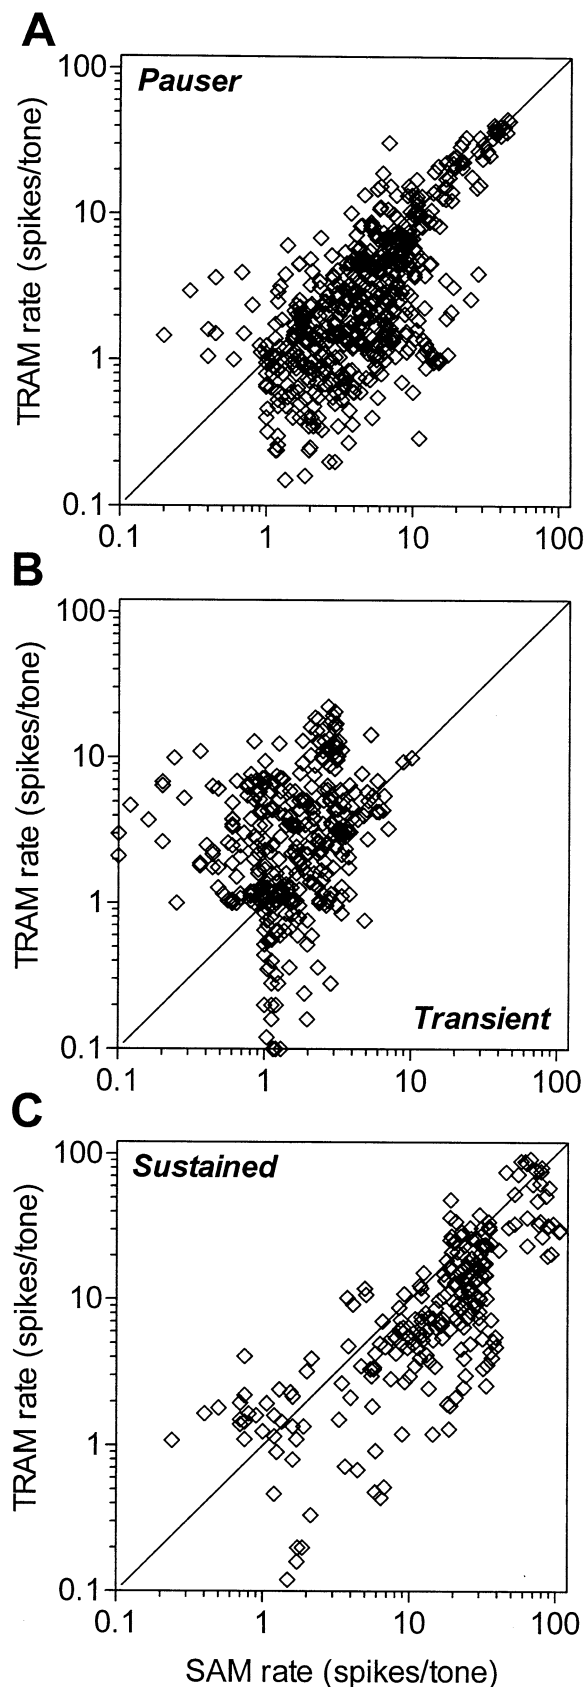 A
Pauser
TRAM rate (spikes/tone)
100
10
1
0.1
0.1 1 10 100
B
Transient
TRAM rate (spikes/tone)
100
10
1
0.1
0.1 1 10 100
C
Sustained
TRAM rate (spikes/tone)
100
10
1
0.1
0.1 1 10 100
SAM rate (spikes/tone)